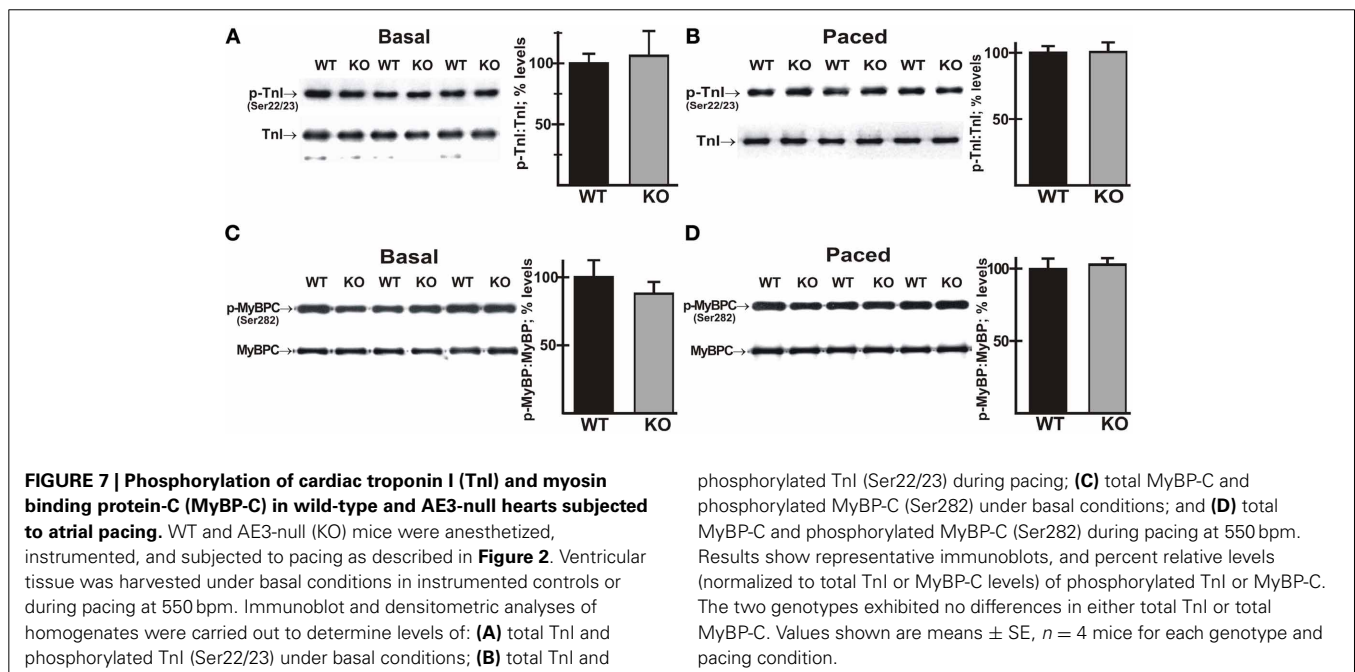 A
Basal
WT KO WT KO WT KO
p-TnI→
(Ser22/23)
TnI→
p-TnI:TnI; % levels
100
50
WT
KO
B
Paced
WT KO WT KO WT KO
p-TnI→
(Ser22/23)
TnI→
p-TnI:TnI; % levels
100
50
WT
KO
C
Basal
WT KO WT KO WT KO
p-MyBPC→
(Ser282)
MyBPC→
p-MyBP:MyBP; % levels
100
50
WT
KO
D
Paced
WT KO WT KO WT KO
p-MyBPC→
(Ser282)
MyBPC→
p-MyBP:MyBP; % levels
100
50
WT
KO
FIGURE 7 | Phosphorylation of cardiac troponin I (TnI) and myosin
binding protein-C (MyBP-C) in wild-type and AE3-null hearts subjected
to atrial pacing. WT and AE3-null (KO) mice were anesthetized,
instrumented, and subjected to pacing as described in Figure 2. Ventricular
tissue was harvested under basal conditions in instrumented controls or
during pacing at 550 bpm. Immunoblot and densitometric analyses of
homogenates were carried out to determine levels of: (A) total TnI and
phosphorylated TnI (Ser22/23) under basal conditions; (B) total TnI and
phosphorylated TnI (Ser22/23) during pacing; (C) total MyBP-C and
phosphorylated MyBP-C (Ser282) under basal conditions; and (D) total
MyBP-C and phosphorylated MyBP-C (Ser282) during pacing at 550 bpm.
Results show representative immunoblots, and percent relative levels
(normalized to total TnI or MyBP-C levels) of phosphorylated TnI or MyBP-C.
The two genotypes exhibited no differences in either total TnI or total
MyBP-C. Values shown are means ± SE, n = 4 mice for each genotype and
pacing condition.